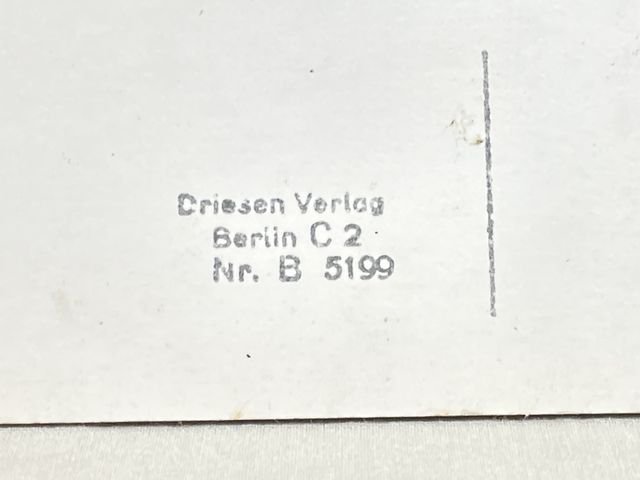 Driesen Verlag
Berlin C 2
Nr. B 5199